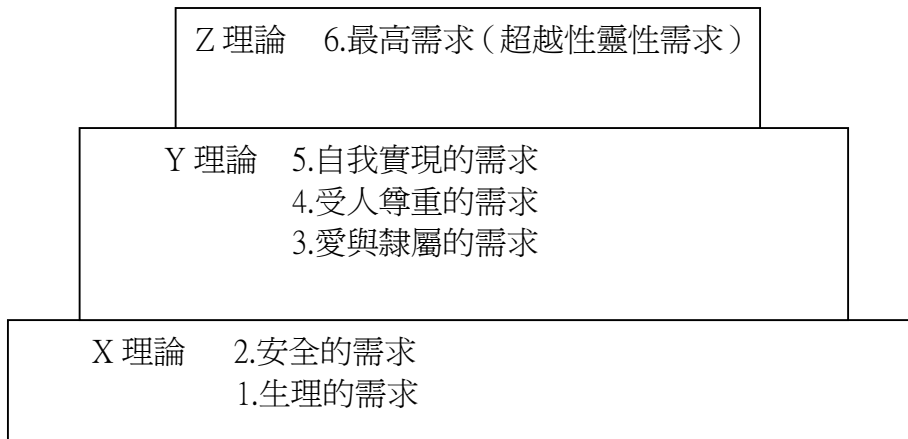 Z 理論 6.最高需求（超越性靈性需求）
Y 理論 5.自我實現的需求
4.受人尊重的需求
3.愛與隸屬的需求
X 理論 2.安全的需求
1.生理的需求